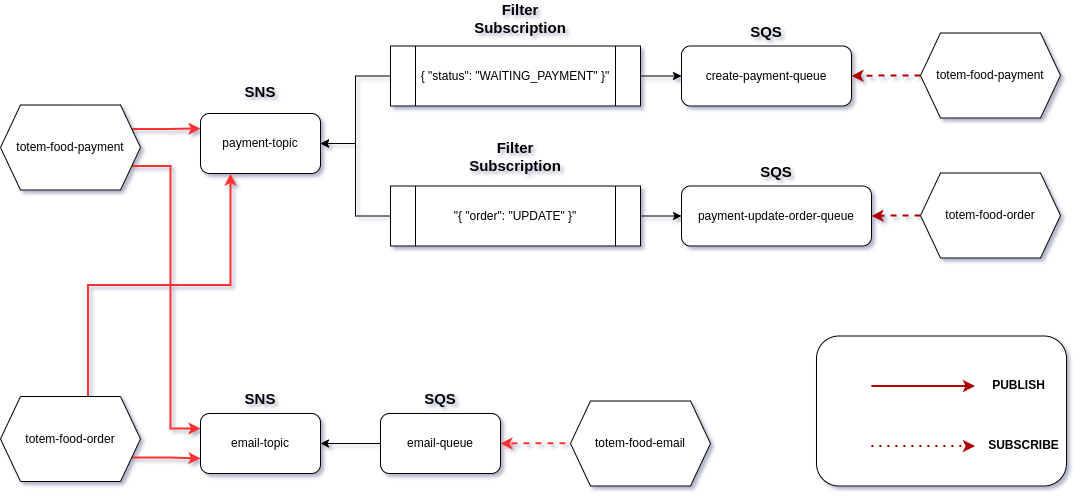 Filter
Subscription
SQS
{ "status": "WAITING_PAYMENT" }"
create-payment-queue
totem-food-payment
SNS
totem-food-payment
payment-topic
Filter
Subscription
SQS
"{ "order": "UPDATE" }"
payment-update-order-queue
totem-food-order
PUBLISH
SUBSCRIBE
SNS
SQS
totem-food-order
email-topic
email-queue
totem-food-email